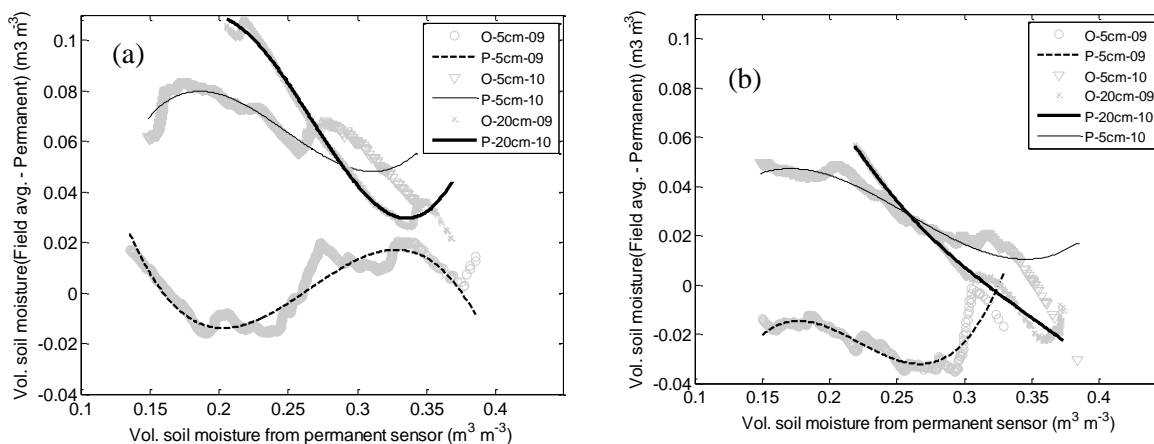 (a)
Vol. soil moisture(Field avg. - Permanent) (m3 m⁻³)
0.1
0.08
0.06
0.04
0.02
0
-0.02
-0.04
0.1
0.15
0.2
0.25
0.3
0.35
0.4
Vol. soil moisture from permanent sensor (m³ m⁻³)
O-5cm-09
P-5cm-09
O-5cm-10
P-5cm-10
O-20cm-09
P-20cm-10
(b)
Vol. soil moisture(Field avg. - Permanent) (m3 m⁻³)
0.1
0.08
0.06
0.04
0.02
0
-0.02
-0.04
0.1
0.15
0.2
0.25
0.3
0.35
0.4
Vol. soil moisture from permanent sensor (m³ m⁻³)
O-5cm-09
P-5cm-09
O-5cm-10
O-20cm-09
P-20cm-10
P-5cm-10